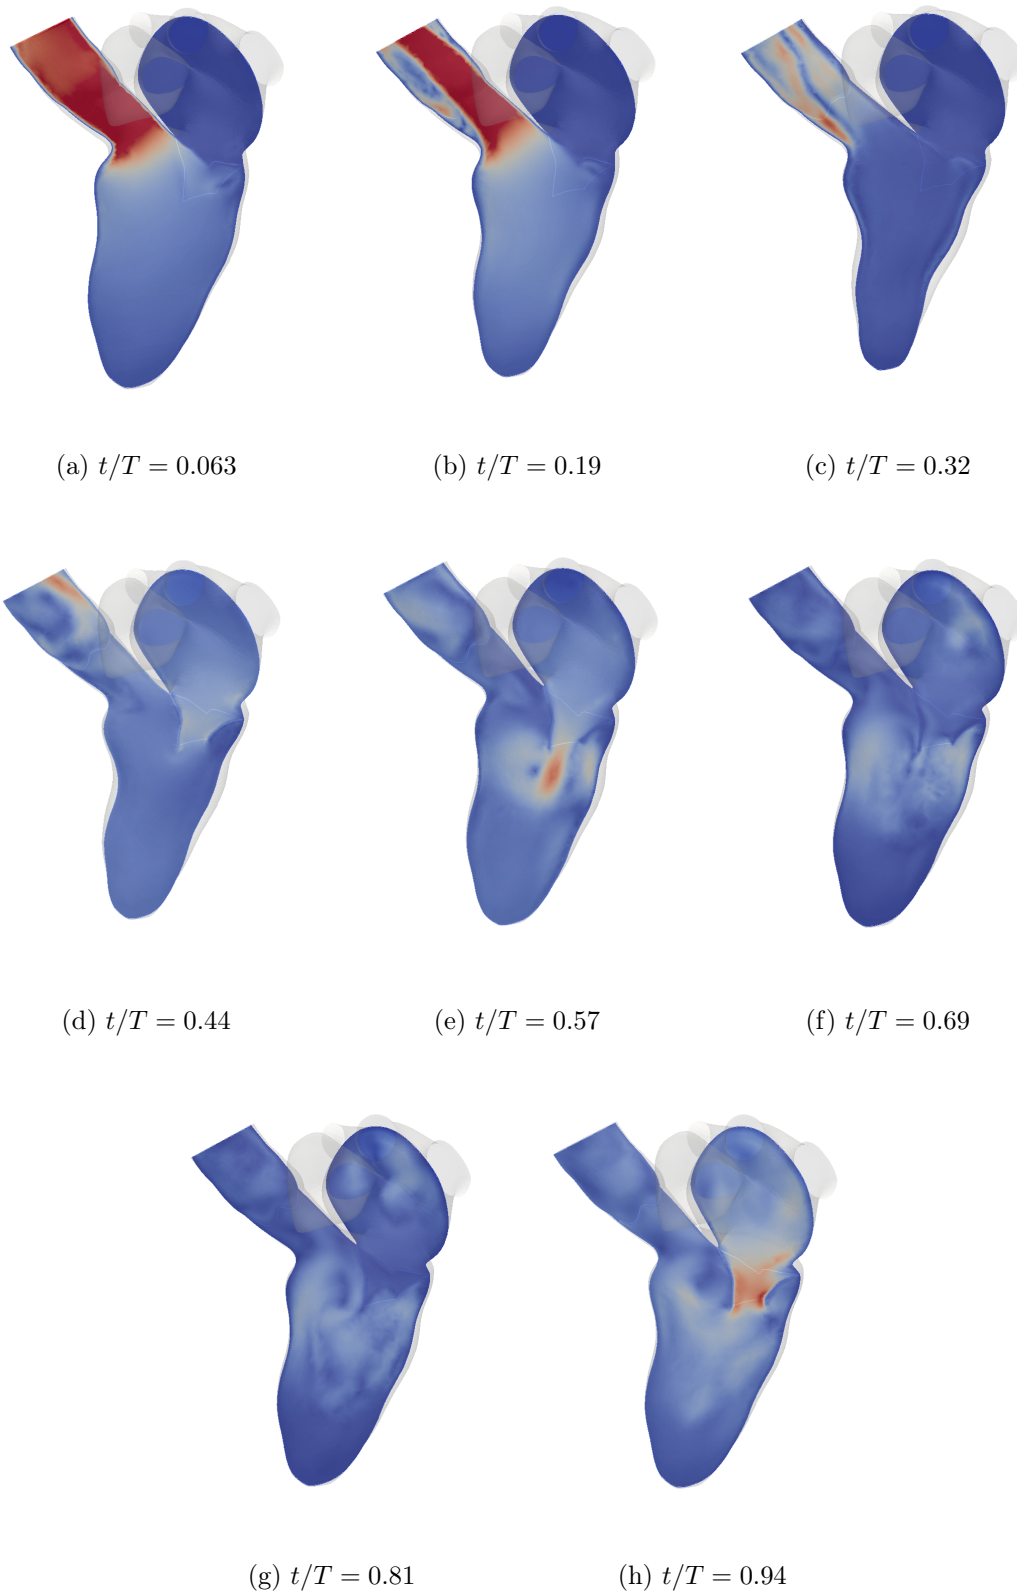 (a) t/T = 0.063
(b) t/T = 0.19
(c) t/T = 0.32
(d) t/T = 0.44
(e) t/T = 0.57
(f) t/T = 0.69
(g) t/T = 0.81
(h) t/T = 0.94